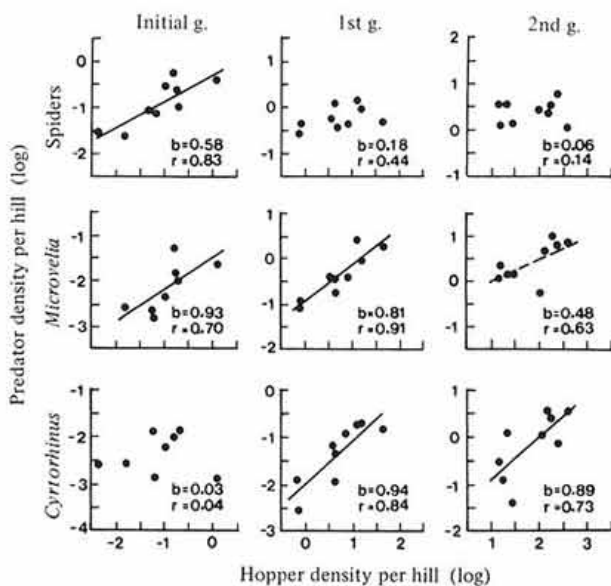 Initial g.
1st g.
2nd g.
Predator density per hill (log)
Spiders
0
-1
-2
b=0.58
r=0.83
1
0
-1
b=0.18
r=0.44
1
0
1
b=0.06
r=0.14
Microvelia
-1
-2
-3
b=0.93
r=0.70
1
0
-1
-2
b=0.81
r=0.91
2
1
0
1
b=0.48
r=0.63
Cyrtorhinus
-1
-2
-3
-4
b=0.03
r=0.04
0
-1
-2
-3
b=0.94
r=0.84
1
0
-1
-2
b=0.89
r=0.73
-2 -1 0
0 1 2
1 2 3
Hopper density per hill (log)